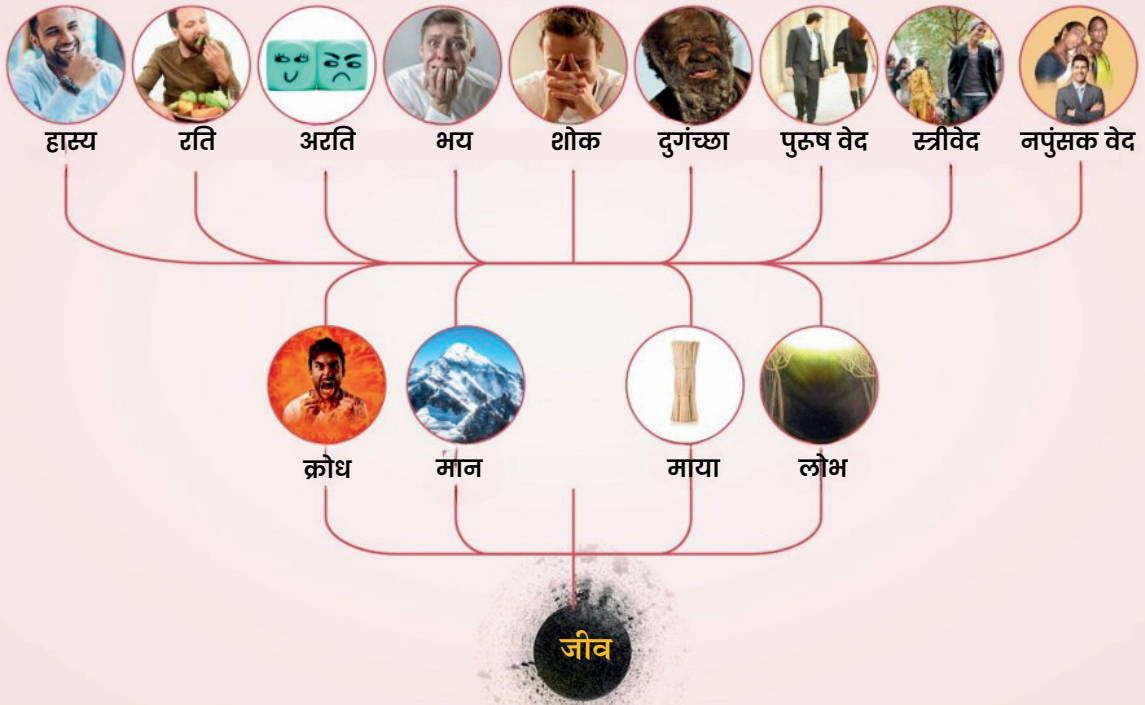 हास्य रति अरति भय शोक दुगंच्छा पुरूष वेद स्त्रीवेद नपुंसक वेद
क्रोध मान माया लोभ
जीव